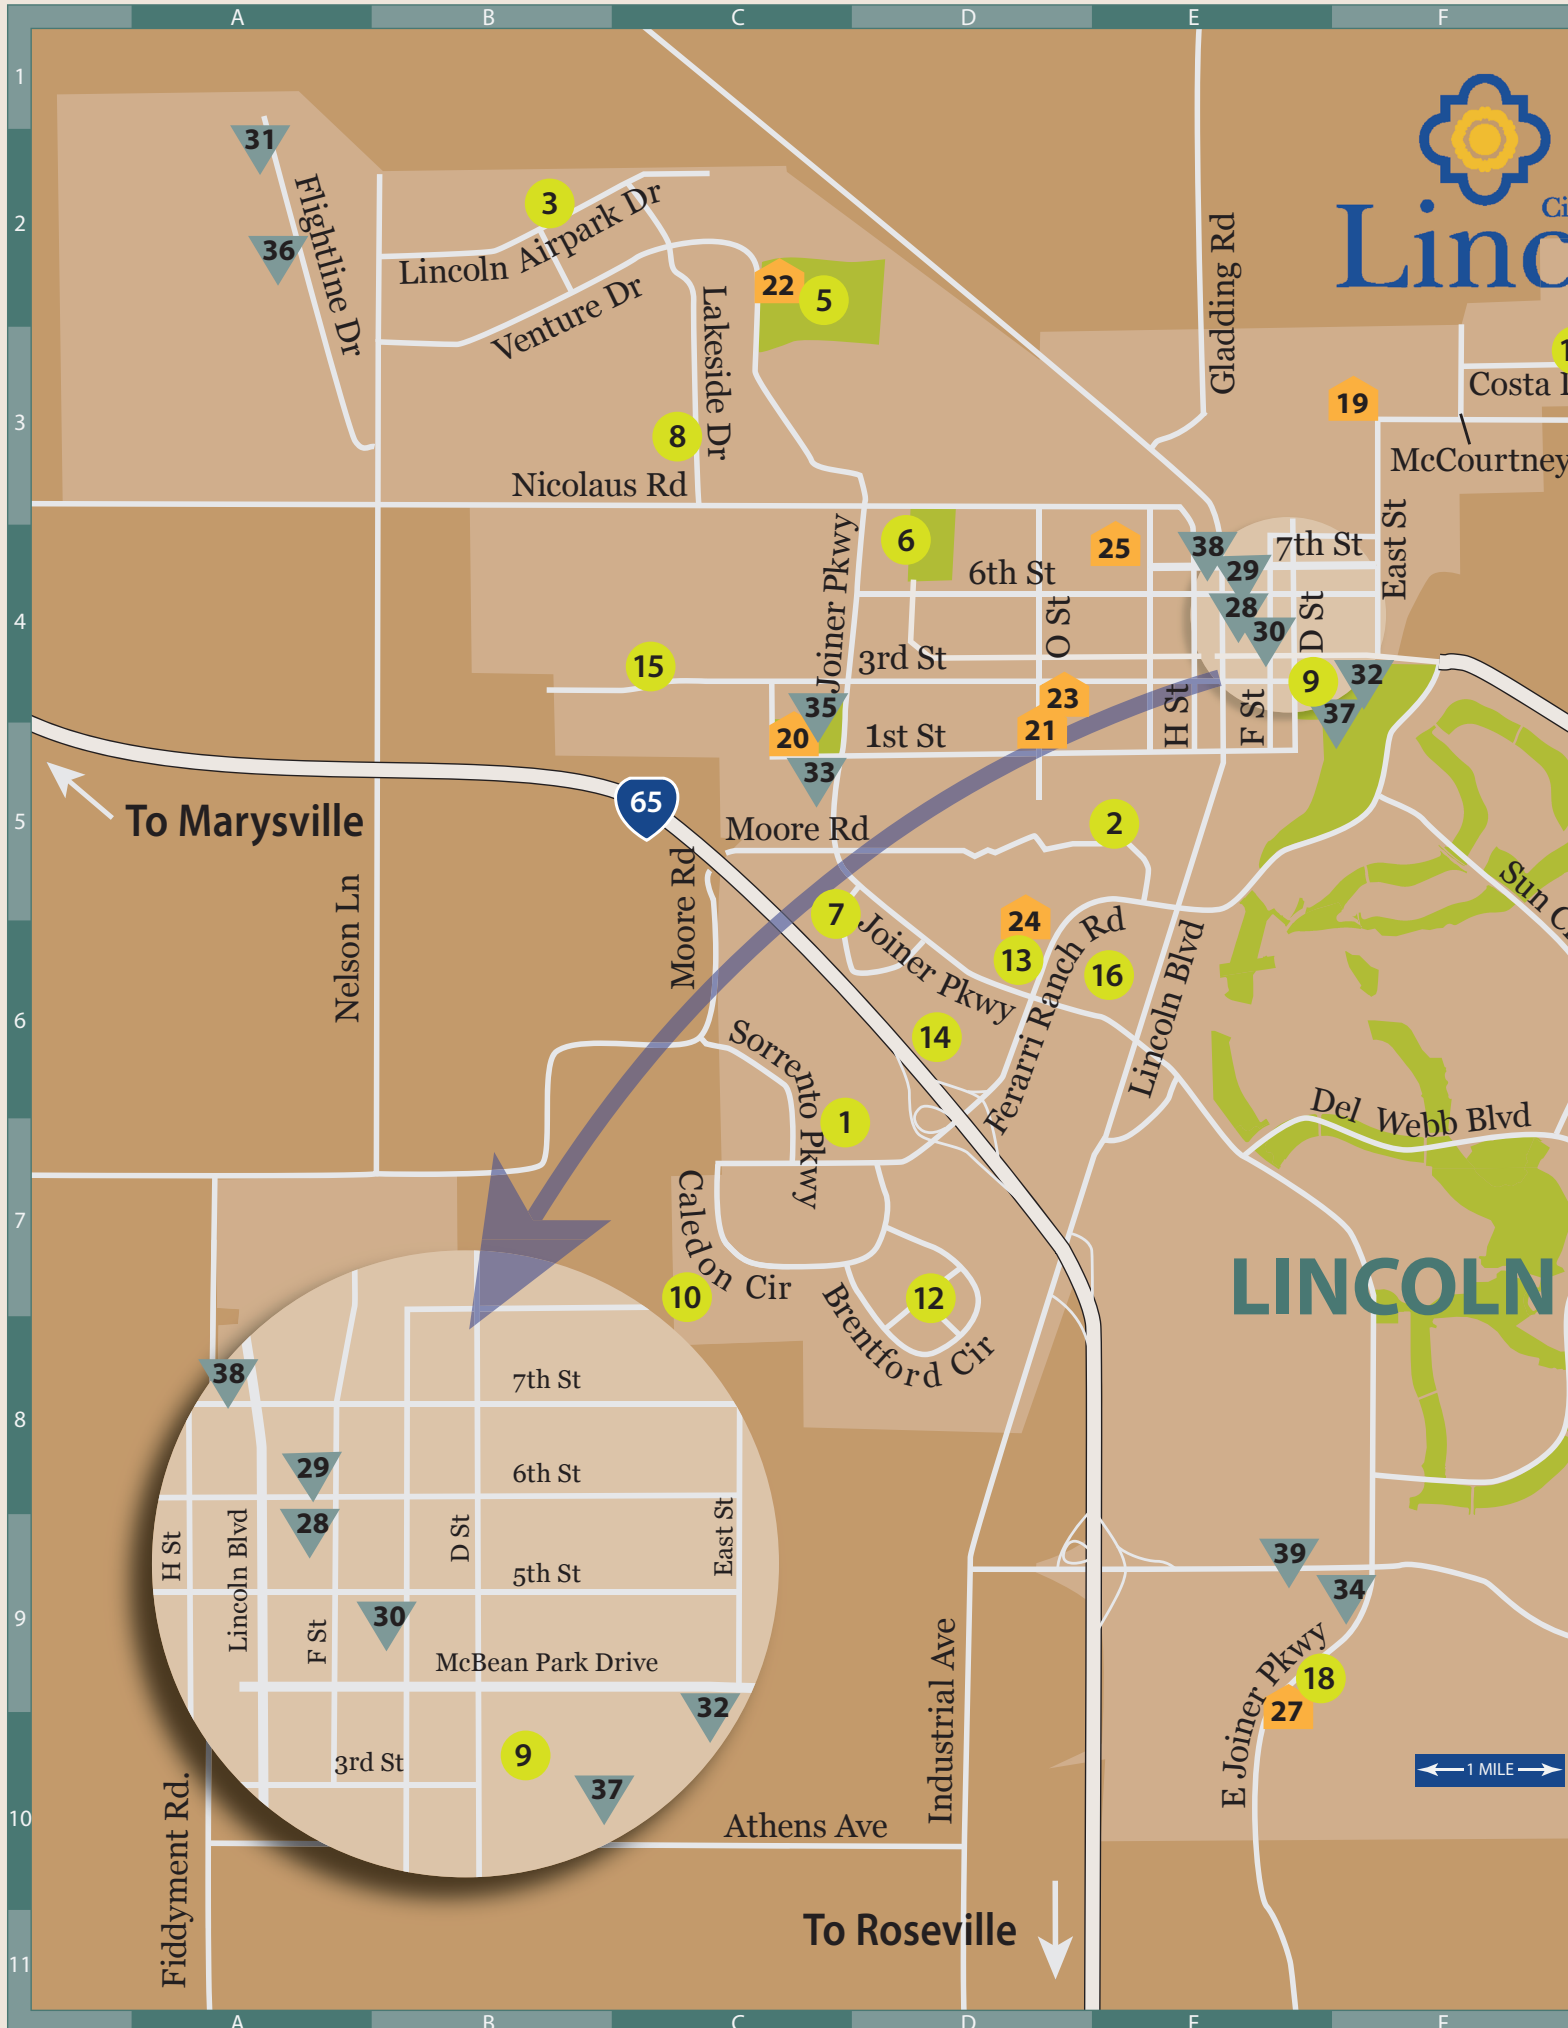 A B C D E F
1
2
3
4
5
6
7
8
9
10
11
31
36
Flightline Dr
3
Lincoln Airpark Dr
Venture Dr
Lakeside Dr
22
5
8
Nicolaus Rd
Gladding Rd
Linc
19
Costa
McCourtney
6
25
38
29
28
30
7th St
6th St
East St
D St
O St
Joiner Pkwy
3rd St
15
35
20
1st St
33
23
21
H St
F St
9
32
37
65
To Marysville
Moore Rd
2
Nelson Ln
Moore Rd
7
24
13
16
Joiner Pkwy
Ferarri Ranch Rd
Lincoln Blvd
14
Sorrento Pkwy
1
Del Webb Blvd
Caledon Cir
10
12
Brentford Cir
LINCOLN
38
7th St
29
6th St
28
H St
Lincoln Blvd
D St
East St
5th St
30
F St
McBean Park Drive
32
3rd St
9
37
39
34
E Joiner Pkwy
18
27
1 MILE
Industrial Ave
Athens Ave
Fiddyment Rd.
To Roseville
A B C D E F